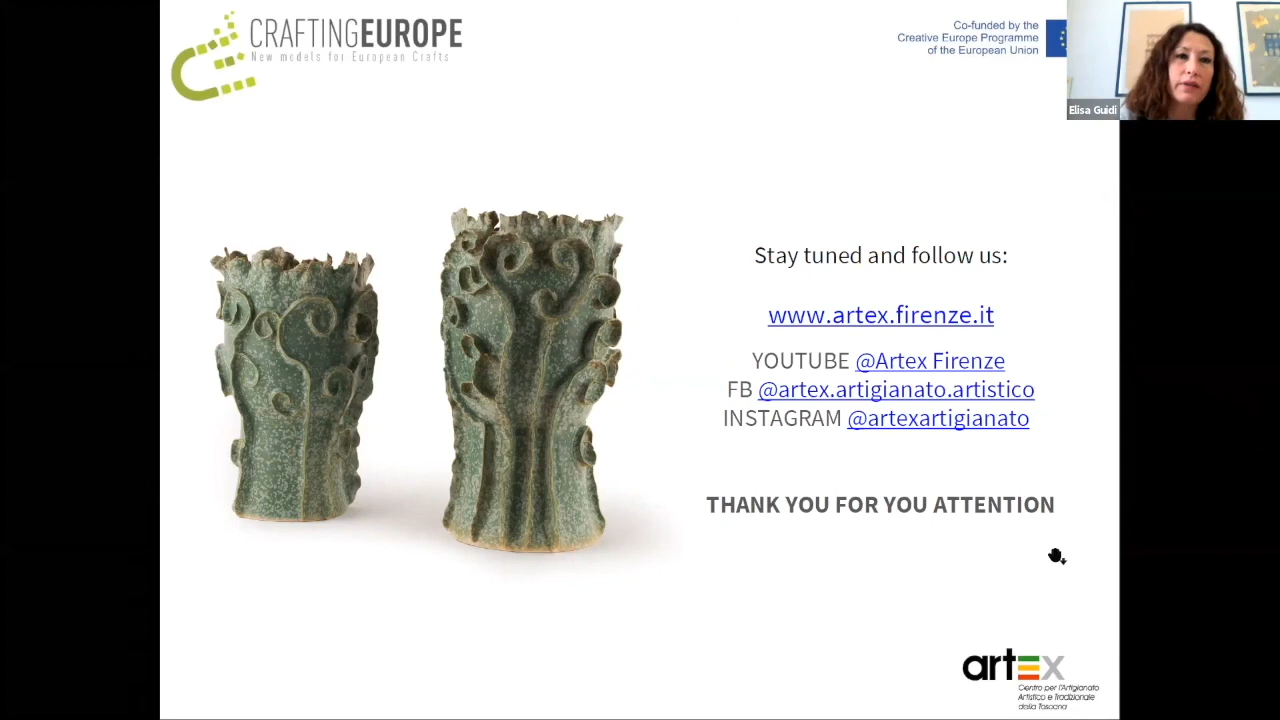 CRAFTINGEUROPE
New models for European Crafts
Co-funded by the
Creative Europe Programme
of the European Union
Elisa Guidi
Stay tuned and follow us:
www.artex.firenze.it
YOUTUBE @Artex Firenze
FB @artex.artigianato.artistico
INSTAGRAM @artexartigianato
THANK YOU FOR YOU ATTENTION
artex
Centro per l'Artigianato
Artistico e Tradizionale
della Toscana